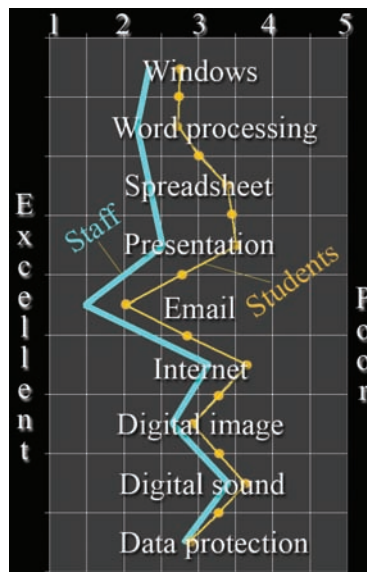 1 2 3 4 5
Windows
Word processing
Spreadsheet
Presentation
Email
Internet
Digital image
Digital sound
Data protection
Excellent
Poor
Staff
Students